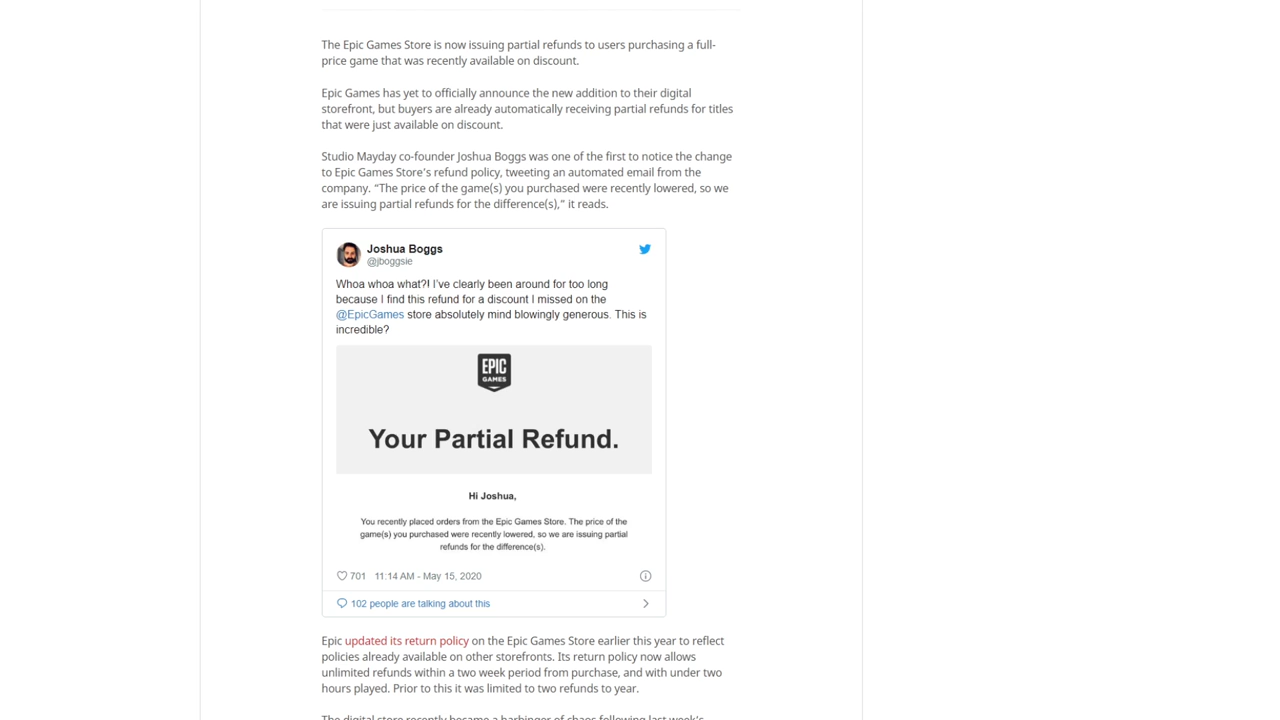 The Epic Games Store is now issuing partial refunds to users purchasing a full-
price game that was recently available on discount.
Epic Games has yet to officially announce the new addition to their digital
storefront, but buyers are already automatically receiving partial refunds for titles
that were just available on discount.
Studio Mayday co-founder Joshua Boggs was one of the first to notice the change
to Epic Games Store’s refund policy, tweeting an automated email from the
company. “The price of the game(s) you purchased were recently lowered, so we
are issuing partial refunds for the difference(s),” it reads.
Joshua Boggs
@jboggsie
Whoa whoa what?! I’ve clearly been around for too long
because I find this refund for a discount I missed on the
@EpicGames store absolutely mind blowingly generous. This is
incredible?
EPIC
GAMES
Your Partial Refund.
Hi Joshua,
You recently placed orders from the Epic Games Store. The price of the
game(s) you purchased were recently lowered, so we are issuing partial
refunds for the difference(s).
701 11:14 AM - May 15, 2020
102 people are talking about this
Epic updated its return policy on the Epic Games Store earlier this year to reflect
policies already available on other storefronts. Its return policy now allows
unlimited refunds within a two week period from purchase, and with under two
hours played. Prior to this it was limited to two refunds to year.
The digital store recently became a harbinger of chaos following last week’s